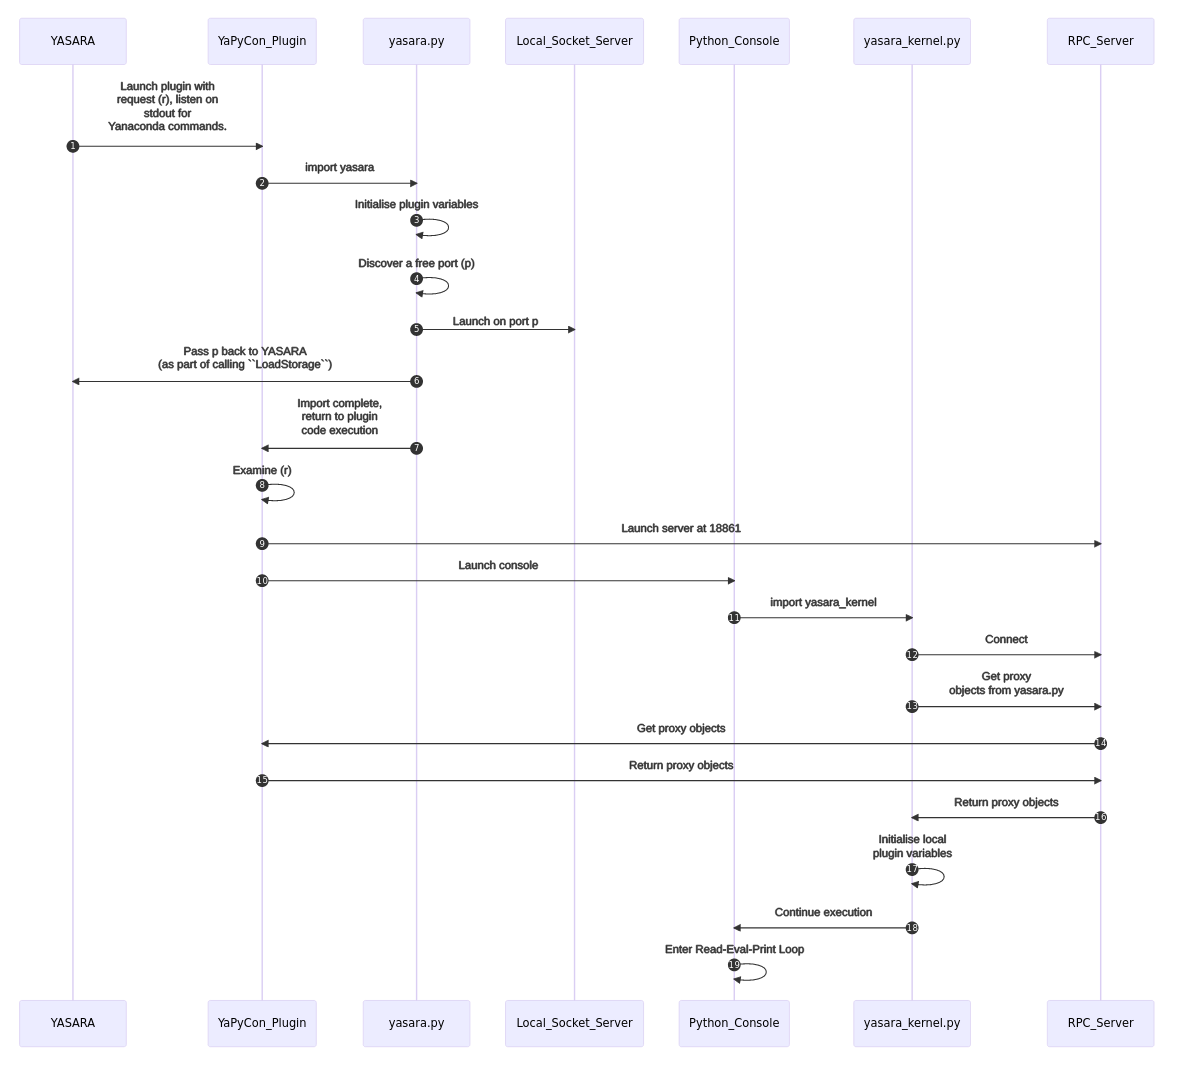 YASARA
YaPyCon_Plugin
yasara.py
Local_Socket_Server
Python_Console
yasara_kernel.py
RPC_Server
Launch plugin with
request (r), listen on
stdout for
Yanaconda commands.
1
import yasara
2
Initialise plugin variables
3
Discover a free port (p)
4
Launch on port p
5
Pass p back to YASARA
(as part of calling ``LoadStorage``)
6
Import complete,
return to plugin
code execution
7
Examine (r)
8
Launch server at 18861
9
Launch console
10
import yasara_kernel
11
Connect
12
Get proxy
objects from yasara.py
13
Get proxy objects
14
Return proxy objects
15
Return proxy objects
16
Initialise local
plugin variables
17
Continue execution
18
Enter Read-Eval-Print Loop
19
YASARA
YaPyCon_Plugin
yasara.py
Local_Socket_Server
Python_Console
yasara_kernel.py
RPC_Server